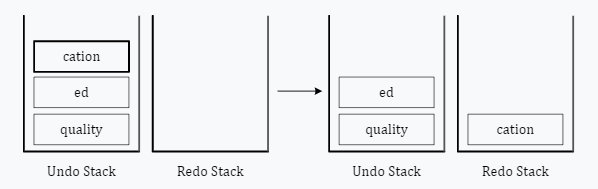 cation
ed
quality
Undo Stack
Redo Stack
ed
quality
Undo Stack
cation
Redo Stack